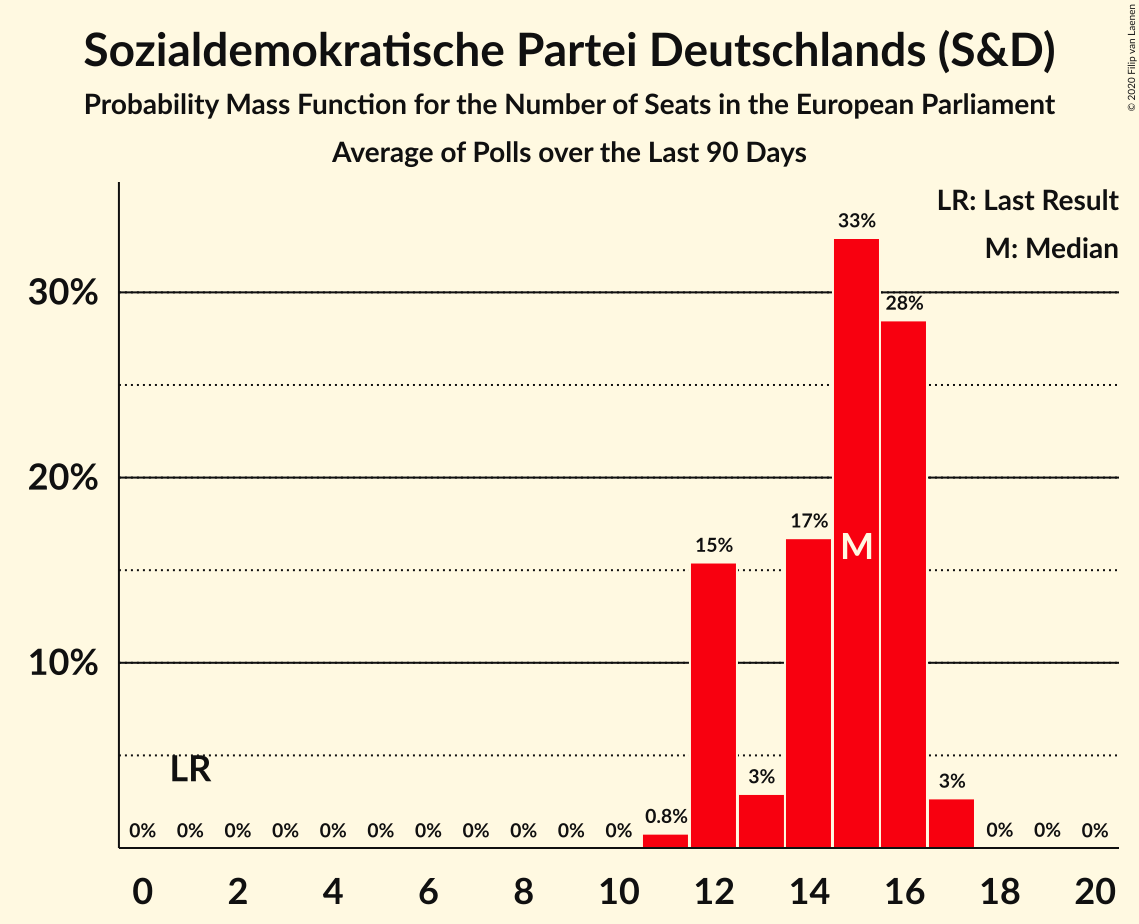 Sozialdemokratische Partei Deutschlands (S&D)
Probability Mass Function for the Number of Seats in the European Parliament
Average of Polls over the Last 90 Days
© 2020 Filip van Laenen
LR: Last Result
M: Median
33%
30%
28%
20%
17%
M
15%
10%
LR
3%
3%
0% 0% 0% 0% 0% 0% 0% 0% 0% 0% 0% 0.8% 0% 0% 0%
0 2 4 6 8 10 12 14 16 18 20